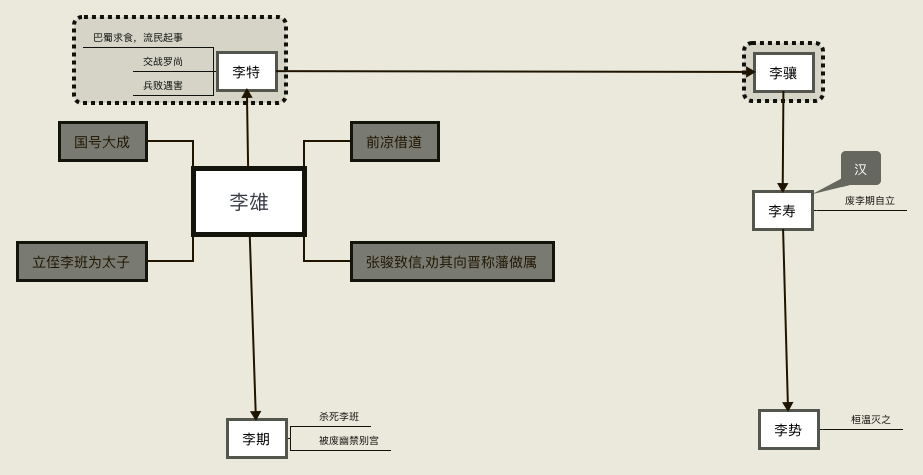 巴蜀求食，流民起事
交战罗尚
兵败遇害
李特
李骧
国号大成
前凉借道
李雄
汉
李寿
废李期自立
立侄李班为太子
张骏致信,劝其向晋称藩做属
李期
杀死李班
被废幽禁别宫
李势
桓温灭之